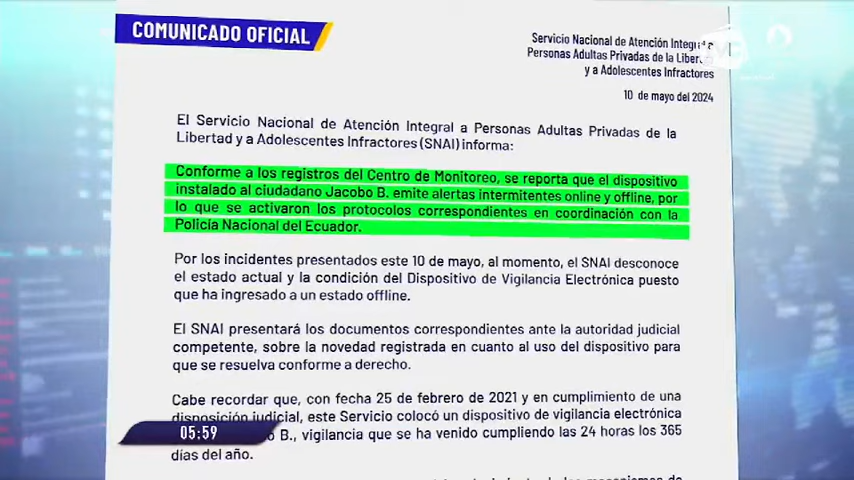 COMUNICADO OFICIAL
Servicio Nacional de Atención Integral a
Personas Adultas Privadas de la Libertad
y a Adolescentes Infractores
10 de mayo del 2024
El Servicio Nacional de Atención Integral a Personas Adultas Privadas de la
Libertad y a Adolescentes Infractores (SNAI) informa:
Conforme a los registros del Centro de Monitoreo, se reporta que el dispositivo
instalado al ciudadano Jacobo B. emite alertas intermitentes online y offline, por
lo que se activaron los protocolos correspondientes en coordinación con la
Policía Nacional del Ecuador.
Por los incidentes presentados este 10 de mayo, al momento, el SNAI desconoce
el estado actual y la condición del Dispositivo de Vigilancia Electrónica puesto
que ha ingresado a un estado offline.
El SNAI presentará los documentos correspondientes ante la autoridad judicial
competente, sobre la novedad registrada en cuanto al uso del dispositivo para
que se resuelva conforme a derecho.
Cabe recordar que, con fecha 25 de febrero de 2021 y en cumplimiento de una
disposición judicial, este Servicio colocó un dispositivo de vigilancia electrónica
B., vigilancia que se ha venido cumpliendo las 24 horas los 365
días del año.
05:59